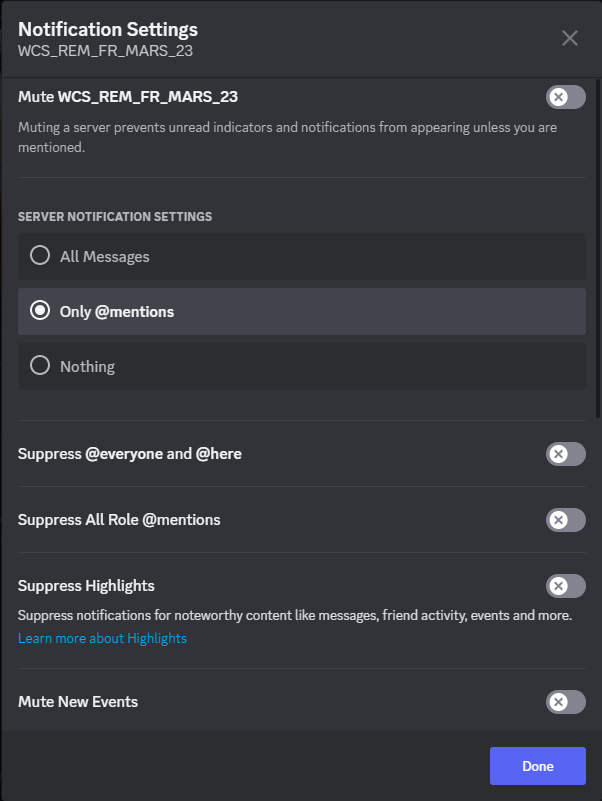 Notification Settings
WCS_REM_FR_MARS_23
Mute WCS_REM_FR_MARS_23
Muting a server prevents unread indicators and notifications from appearing unless you are
mentioned.
SERVER NOTIFICATION SETTINGS
All Messages
Only @mentions
Nothing
Suppress @everyone and @here
Suppress All Role @mentions
Suppress Highlights
Suppress notifications for noteworthy content like messages, friend activity, events and more.
Learn more about Highlights
Mute New Events
Done